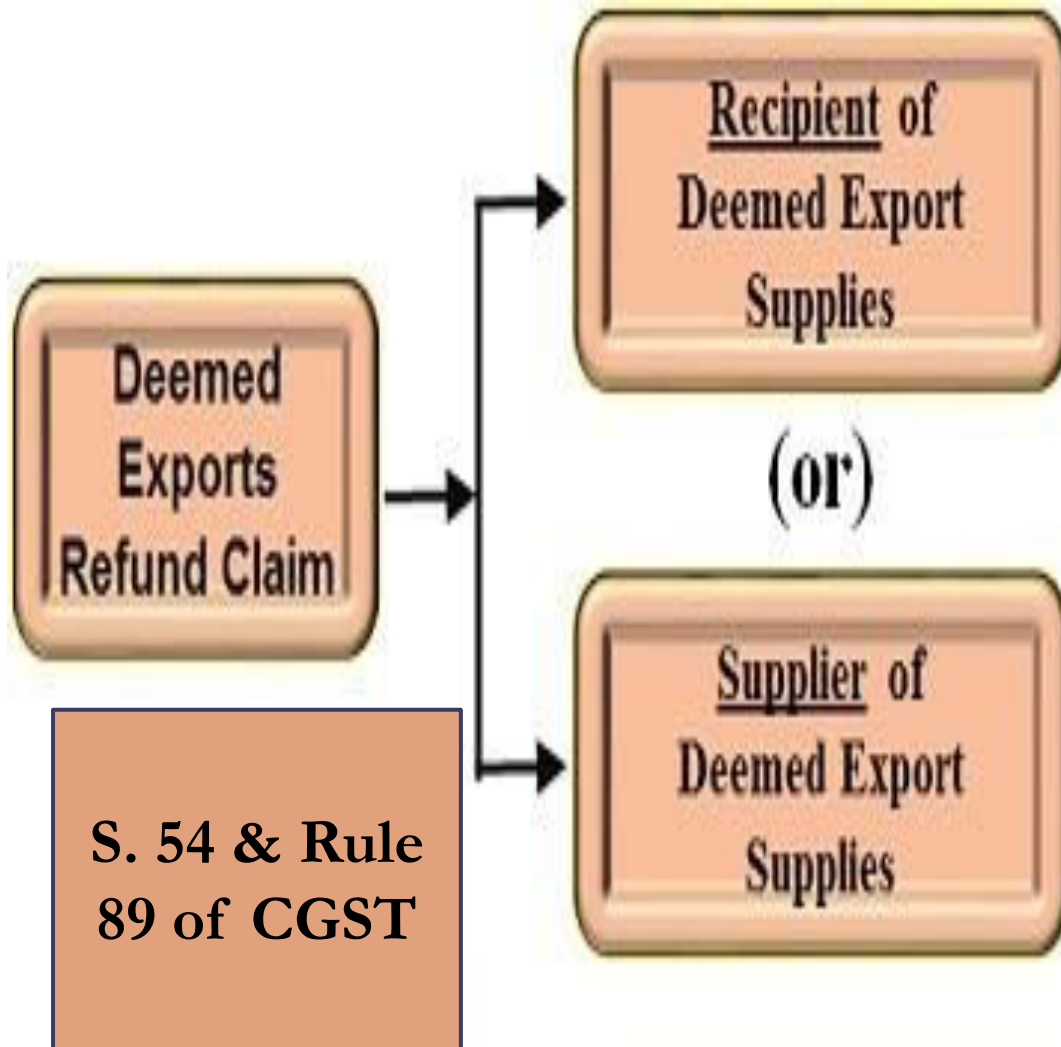 Deemed
Exports
Refund Claim
Recipient of
Deemed Export
Supplies
(or)
Supplier of
Deemed Export
Supplies
S. 54 & Rule
89 of CGST